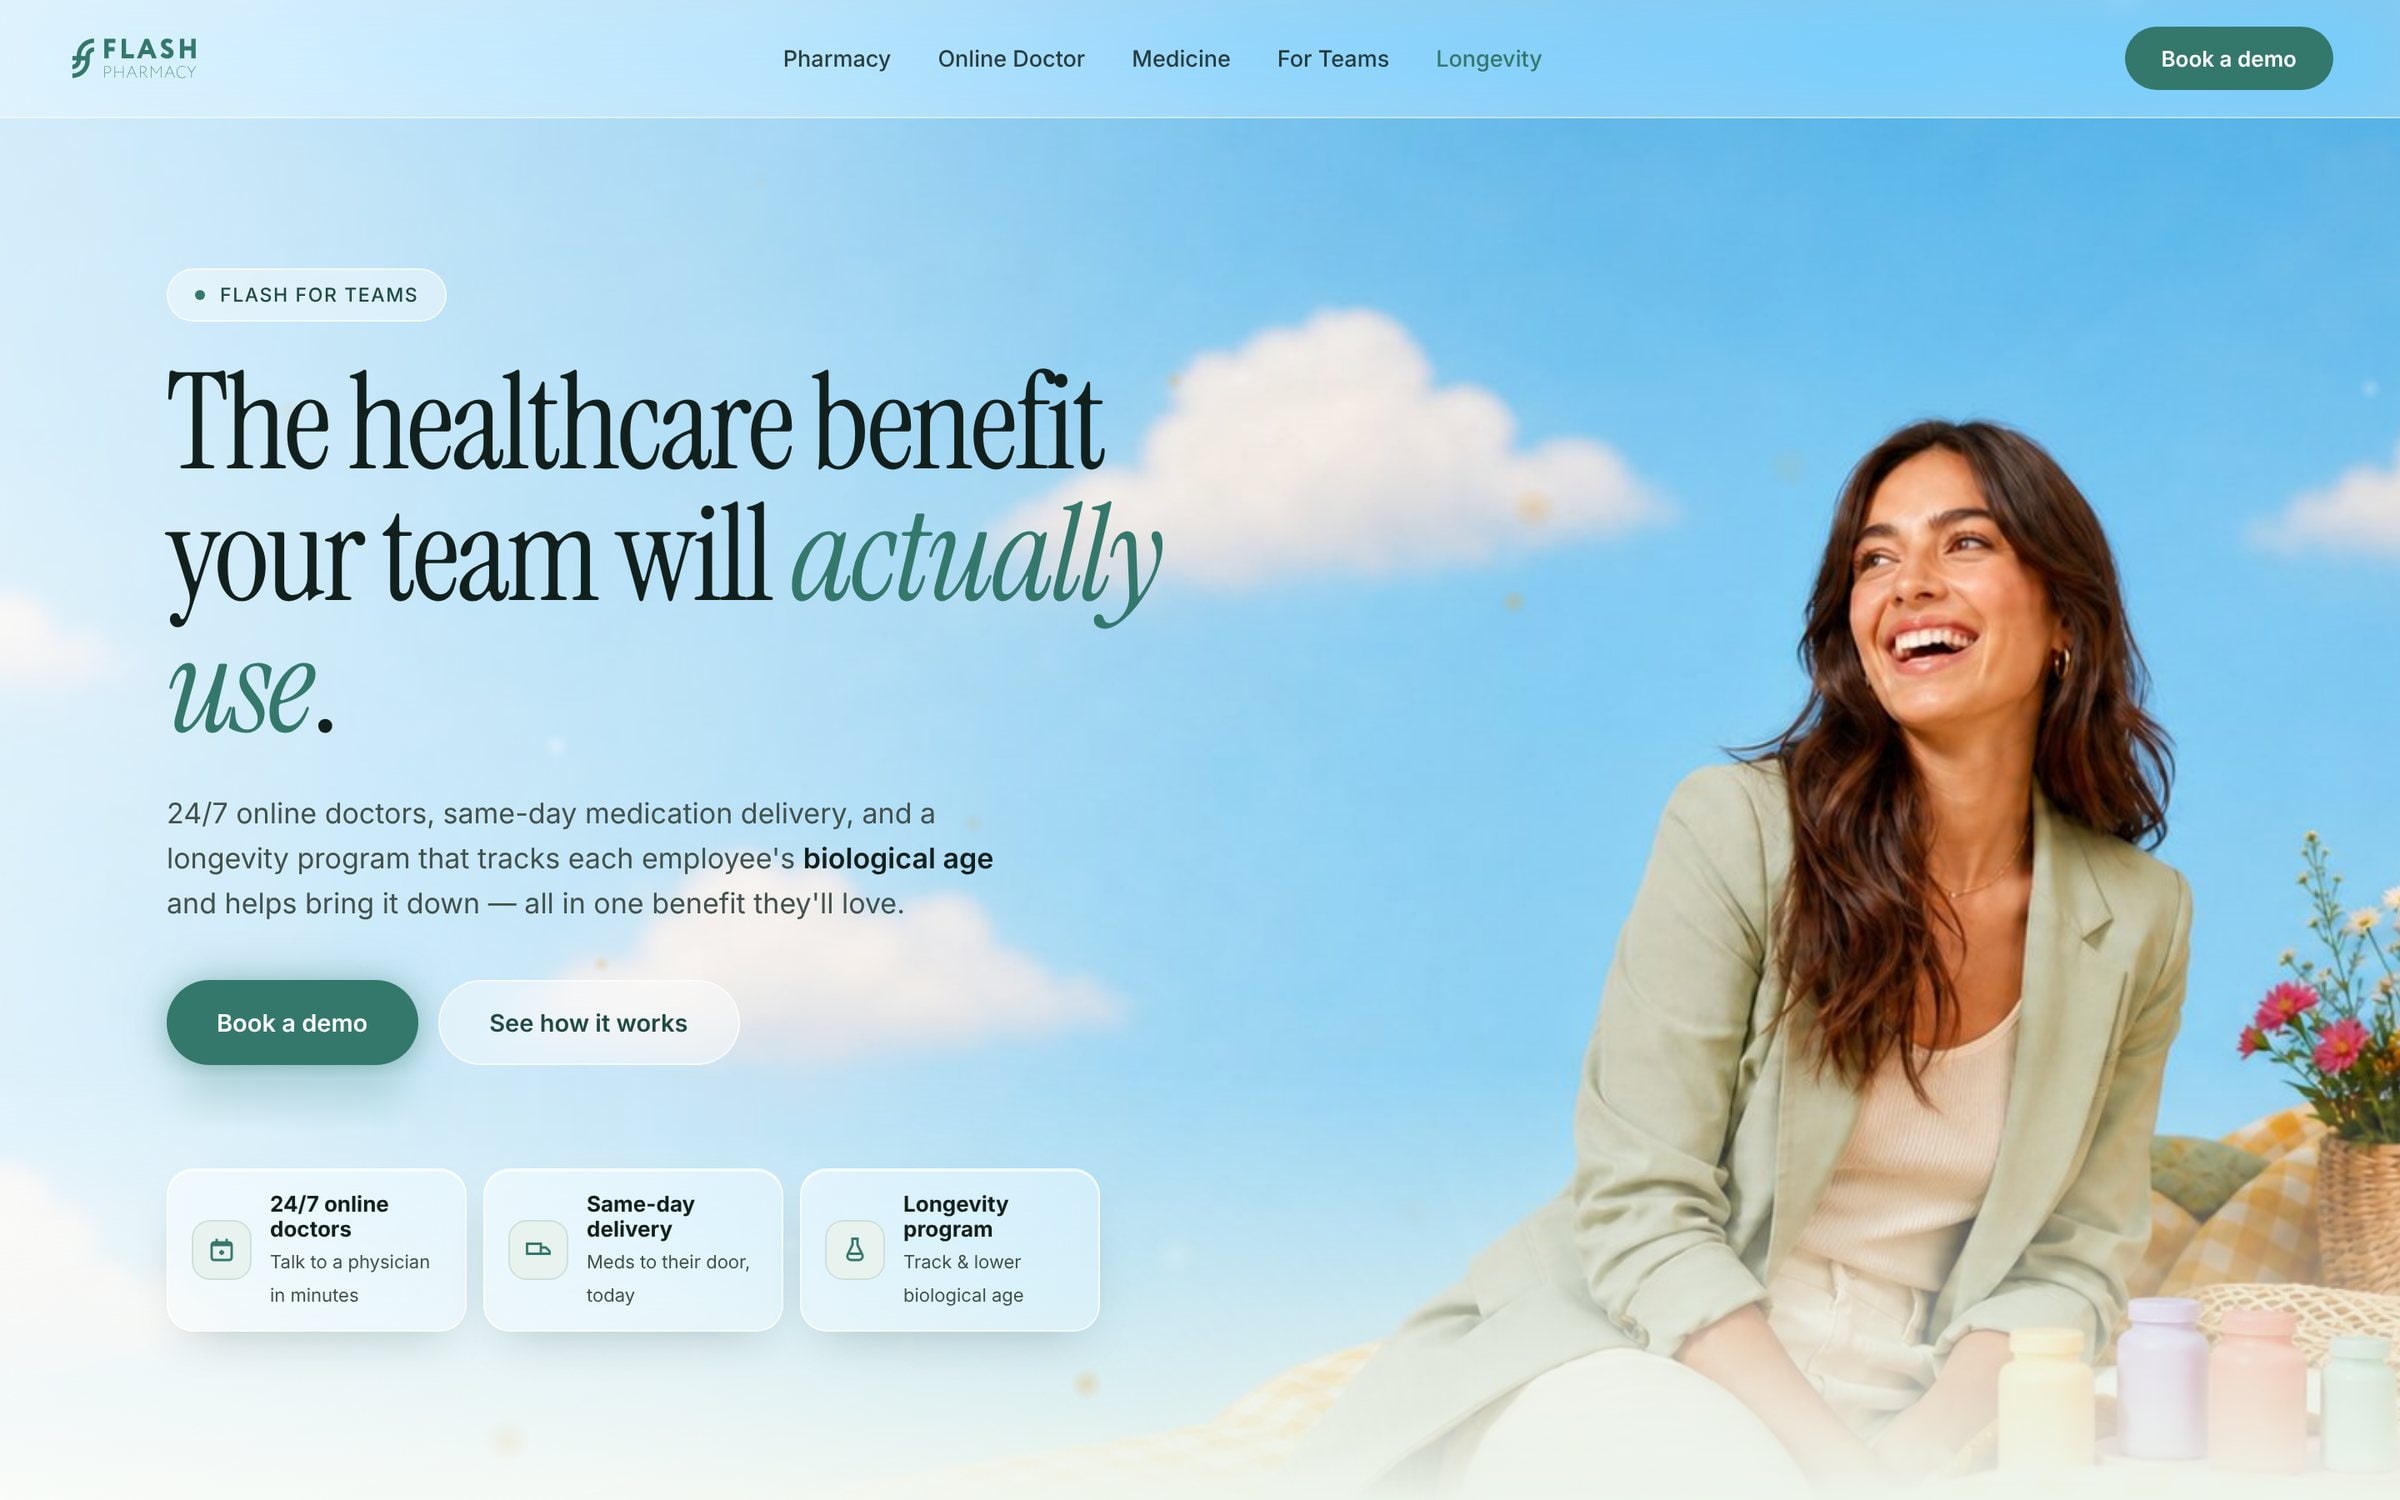 FLASH
PHARMACY
Pharmacy
Online Doctor
Medicine
For Teams
Longevity
Book a demo
FLASH FOR TEAMS
The healthcare benefit
your team will actually
use.
24/7 online doctors, same-day medication delivery, and a
longevity program that tracks each employee's biological age
and helps bring it down — all in one benefit they'll love.
Book a demo
See how it works
24/7 online
doctors
Talk to a physician
in minutes
Same-day
delivery
Meds to their door,
today
Longevity
program
Track & lower
biological age